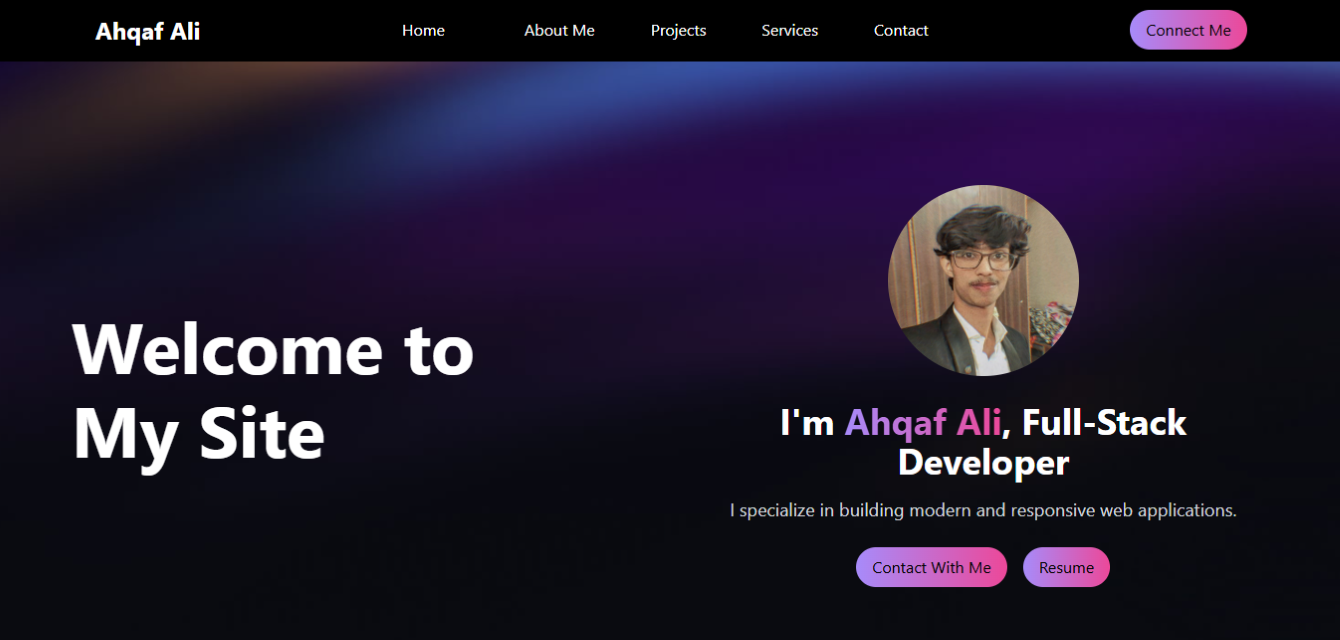 Ahqaf Ali
Home
About Me
Projects
Services
Contact
Connect Me
Welcome to
My Site
I'm Ahqaf Ali, Full-Stack
Developer
I specialize in building modern and responsive web applications.
Contact With Me
Resume